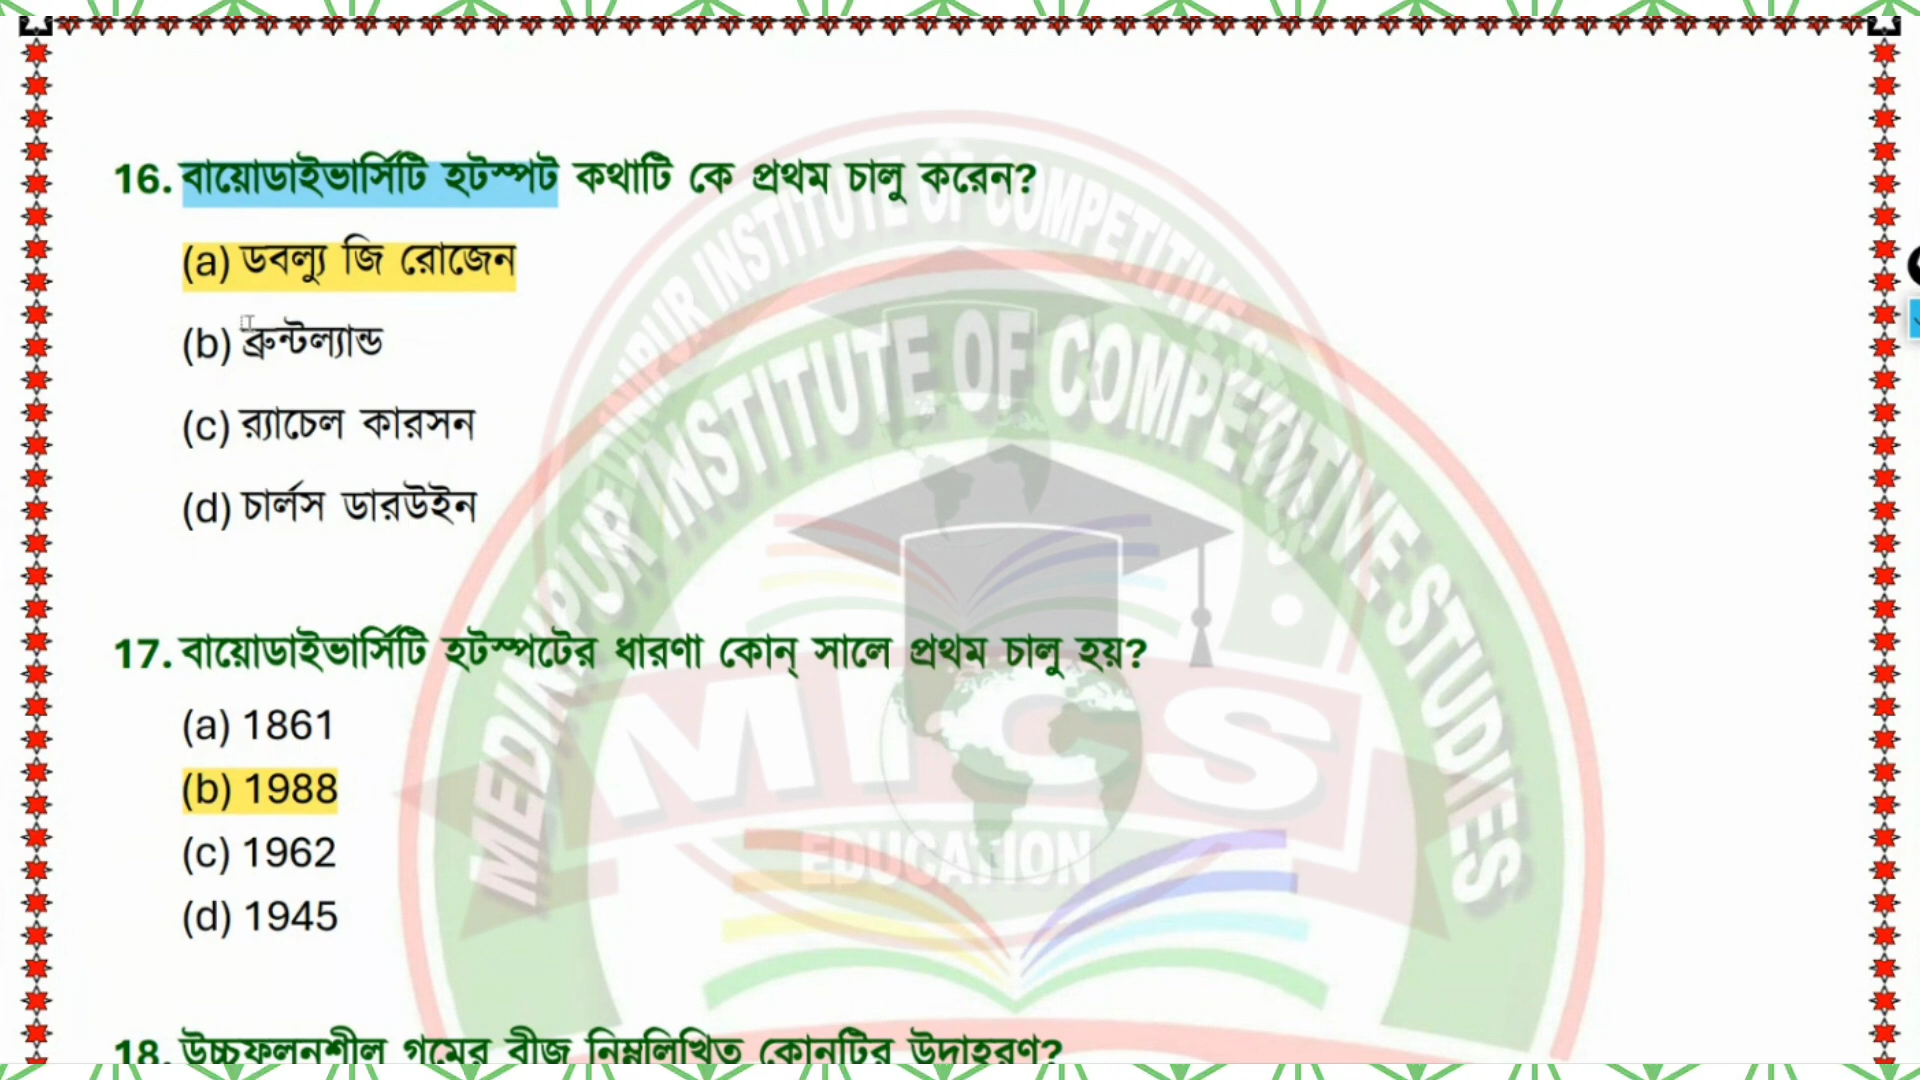 16. বায়োডাইভার্সিটি হটস্পট কথাটি কে প্রথম চালু করেন?
(a) ডবল্যু জি রোজেন
(b) ব্রুন্টল্যান্ড
(c) র‍্যাচেল কারসন
(d) চার্লস ডারউইন
17. বায়োডাইভার্সিটি হটস্পটের ধারণা কোন্ সালে প্রথম চালু হয়?
(a) 1861
(b) 1988
(c) 1962
(d) 1945
18. উচ্চফলনশীল গমের বীজ নিম্নলিখিত কোনটির উদাহরণ?
MEDINIPUR INSTITUTE OF COMPETITIVE STUDIES
MICS
EDUCATION